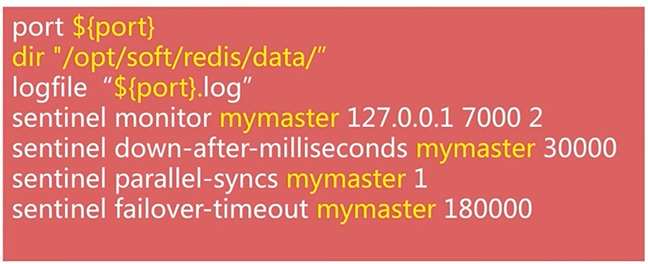 port ${port}
dir "/opt/soft/redis/data/”
logfile “${port}.log”
sentinel monitor mymaster 127.0.0.1 7000 2
sentinel down-after-milliseconds mymaster 30000
sentinel parallel-syncs mymaster 1
sentinel failover-timeout mymaster 180000